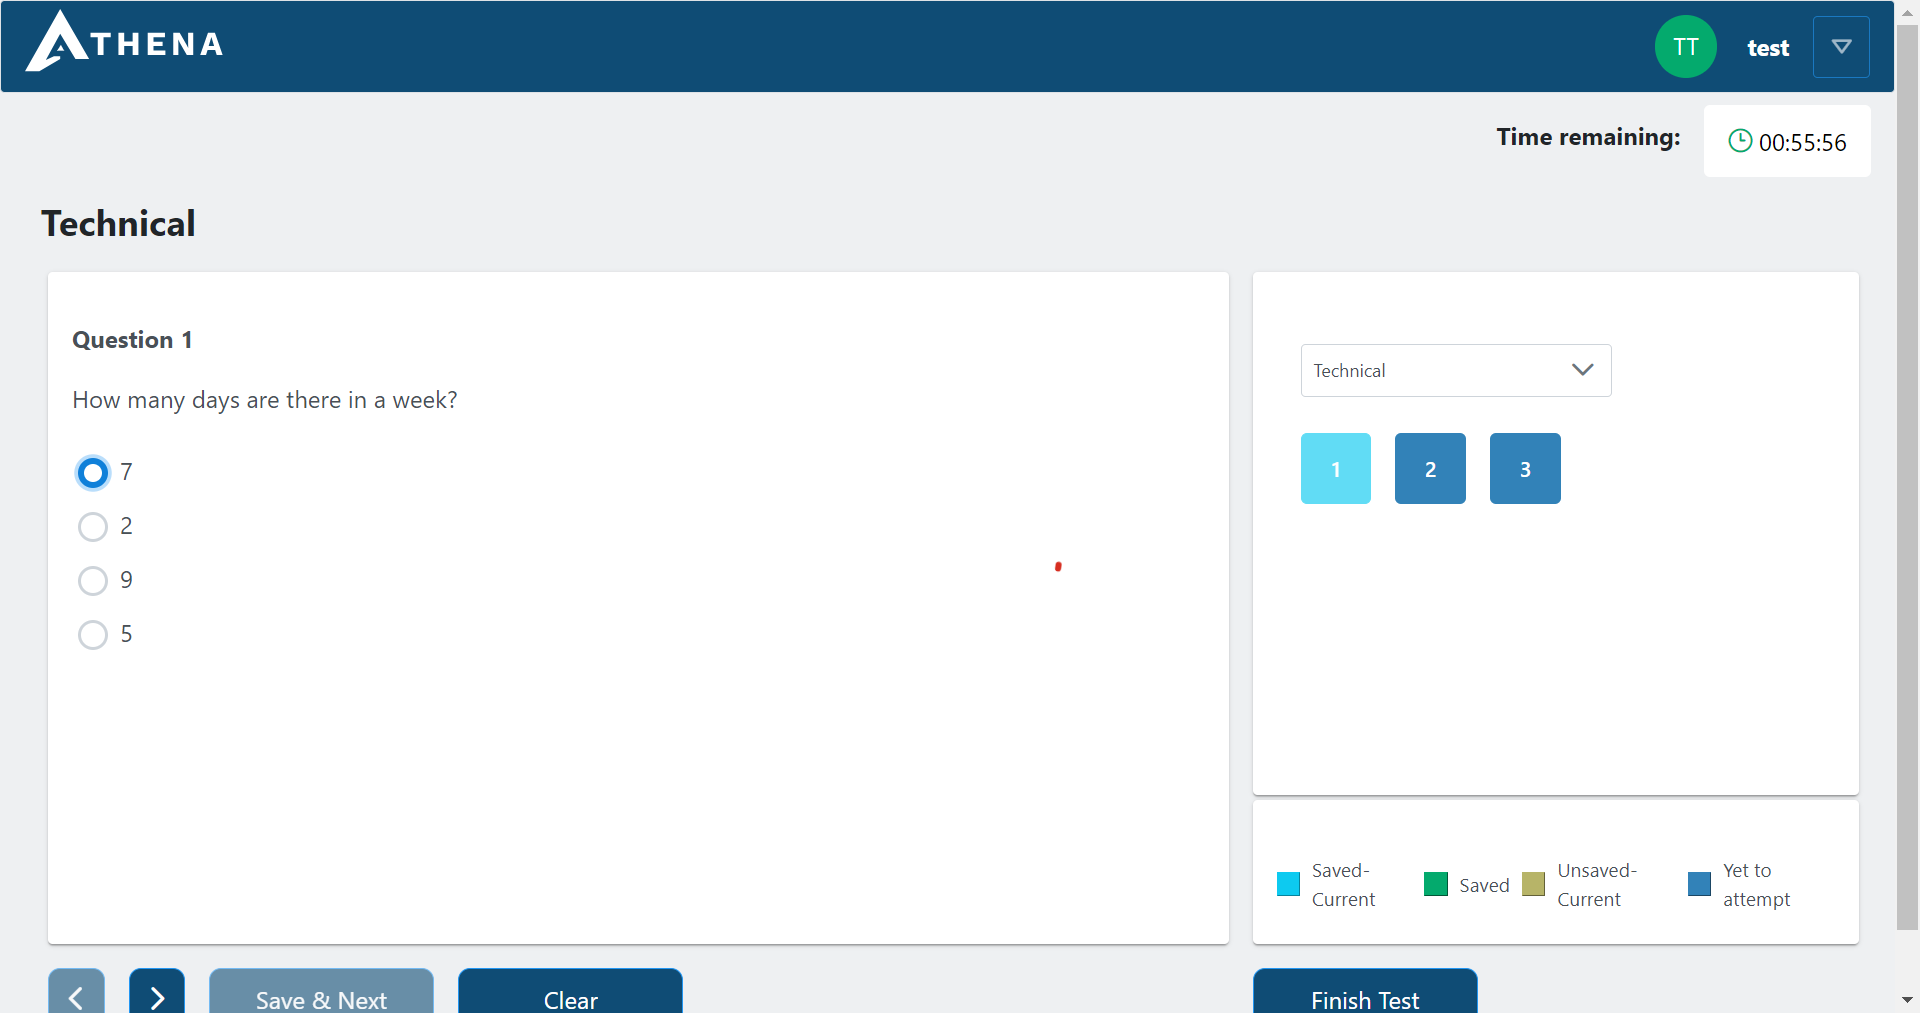 ATHENA
TT
test
Time remaining:
00:55:56
Technical
Question 1
How many days are there in a week?
7
2
9
5
Technical
1 2 3
Saved-
Current
Saved
Unsaved-
Current
Yet to
attempt
Save & Next
Clear
Finish Test